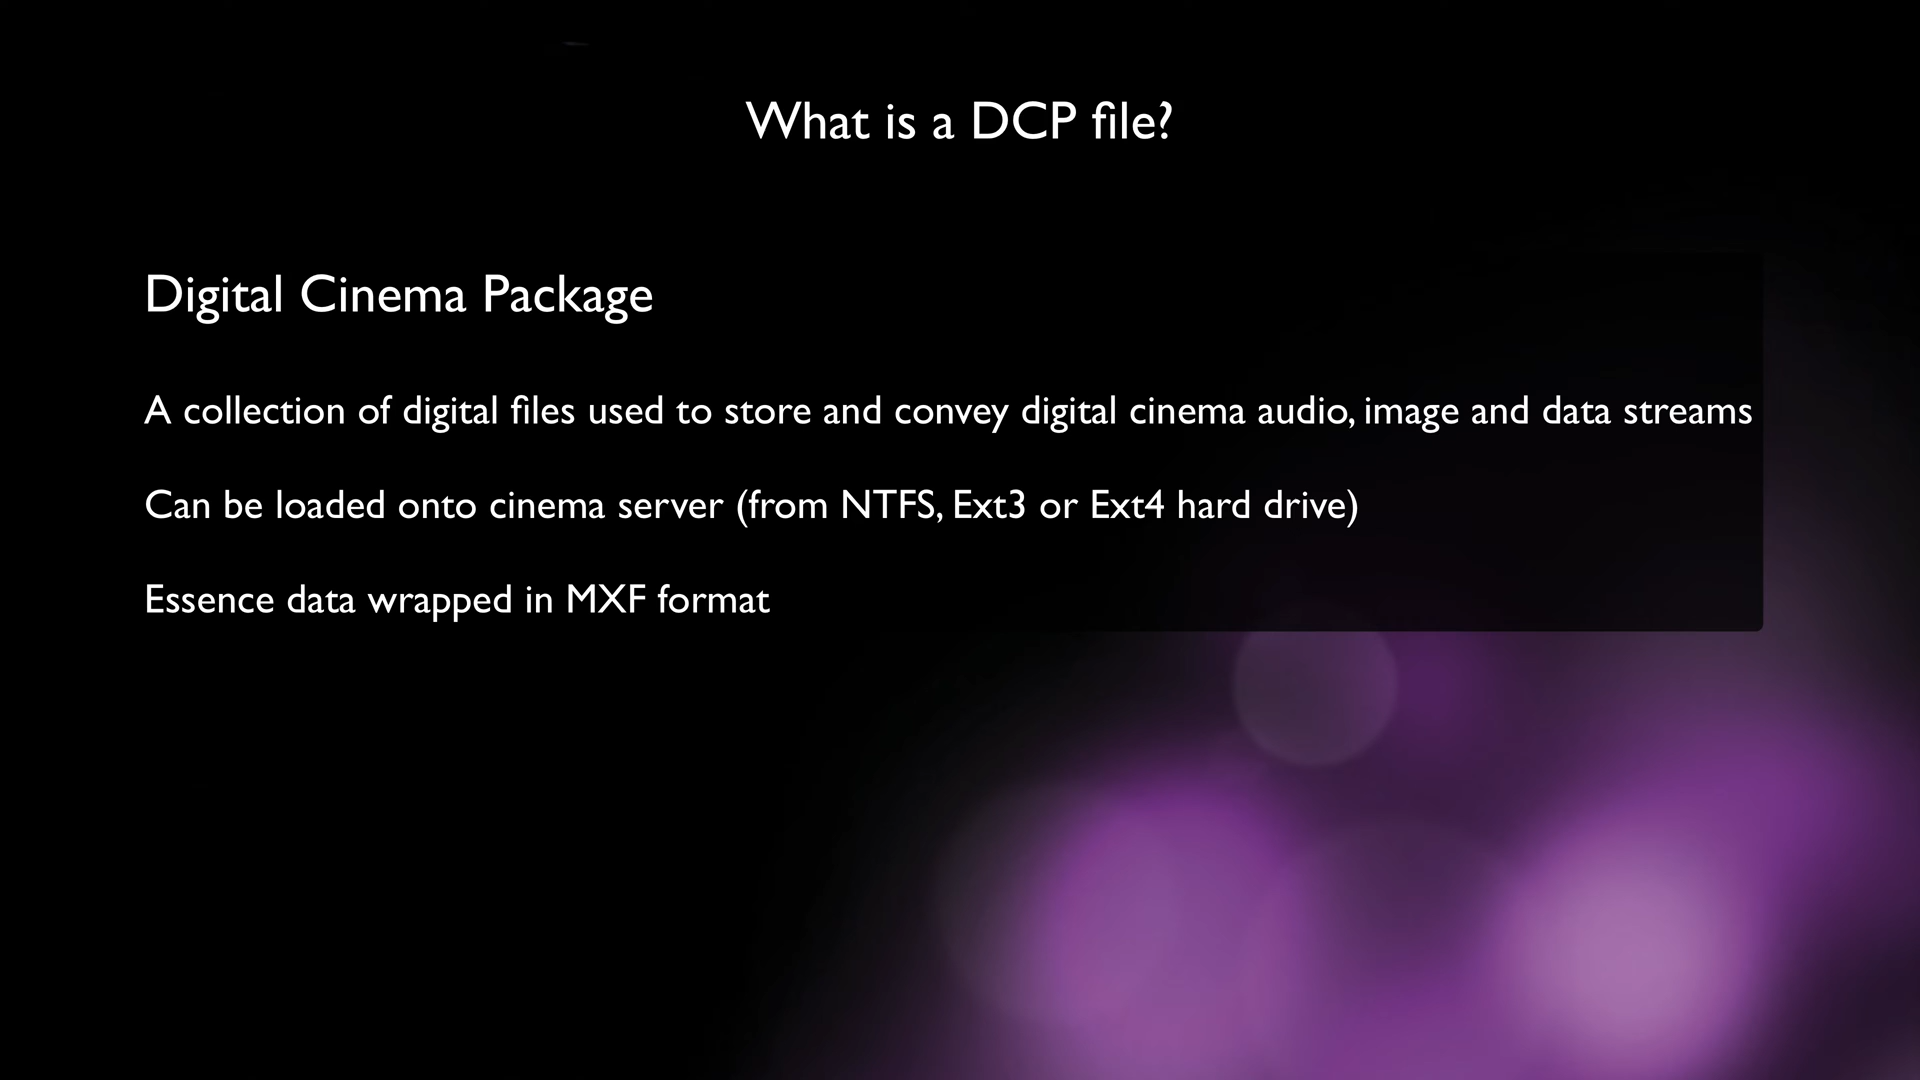 What is a DCP file?
Digital Cinema Package
A collection of digital files used to store and convey digital cinema audio, image and data streams
Can be loaded onto cinema server (from NTFS, Ext3 or Ext4 hard drive)
Essence data wrapped in MXF format